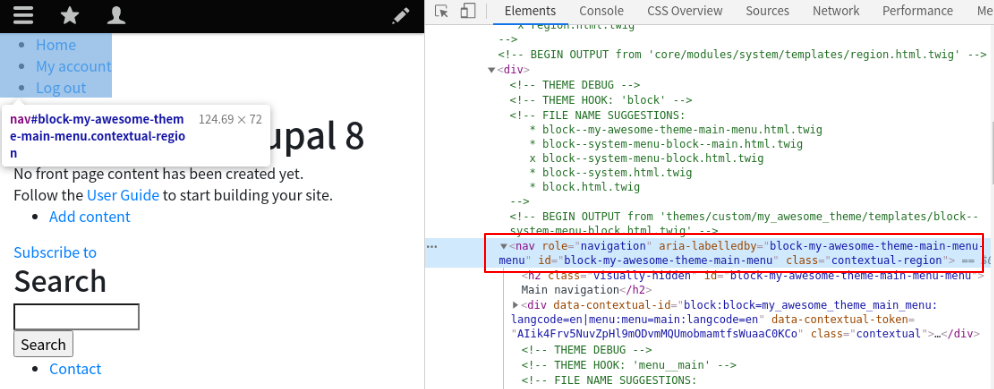 Elements Console CSS Overview Sources Network Performance Me
Home
My account
Log out
nav#block-my-awesome-the 124.69 × 72
me-main-menu.contextual-regio
n
upal 8
No front page content has been created yet.
Follow the User Guide to start building your site.
Add content
Subscribe to
Search
Search
Contact
x region.html.twig
-->
<!-- BEGIN OUTPUT from 'core/modules/system/templates/region.html.twig' -->
▼<div>
<!-- THEME DEBUG -->
<!-- THEME HOOK: 'block' -->
<!-- FILE NAME SUGGESTIONS:
* block--my-awesome-theme-main-menu.html.twig
* block--system-menu-block--main.html.twig
x block--system-menu-block.html.twig
* block--system.html.twig
* block.html.twig
-->
<!-- BEGIN OUTPUT from 'themes/custom/my_awesome_theme/templates/block--
system-menu-block.html.twig' -->
… ▼<nav role="navigation" aria-labelledby="block-my-awesome-theme-main-menu-
menu" id="block-my-awesome-theme-main-menu" class="contextual-region"> ==
<h2 class="visually-hidden" id="block-my-awesome-theme-main-menu-menu">
Main navigation</h2>
▶<div data-contextual-id="block:block=my_awesome_theme_main_menu:
langcode=en|menu:menu=main:langcode=en" data-contextual-token=
"AIik4Frv5NuvZpHl9mODvmMQUmobmamtfsWuaaC0KCo" class="contextual">…</div>
<!-- THEME DEBUG -->
<!-- THEME HOOK: 'menu__main' -->
<!-- FILE NAME SUGGESTIONS: